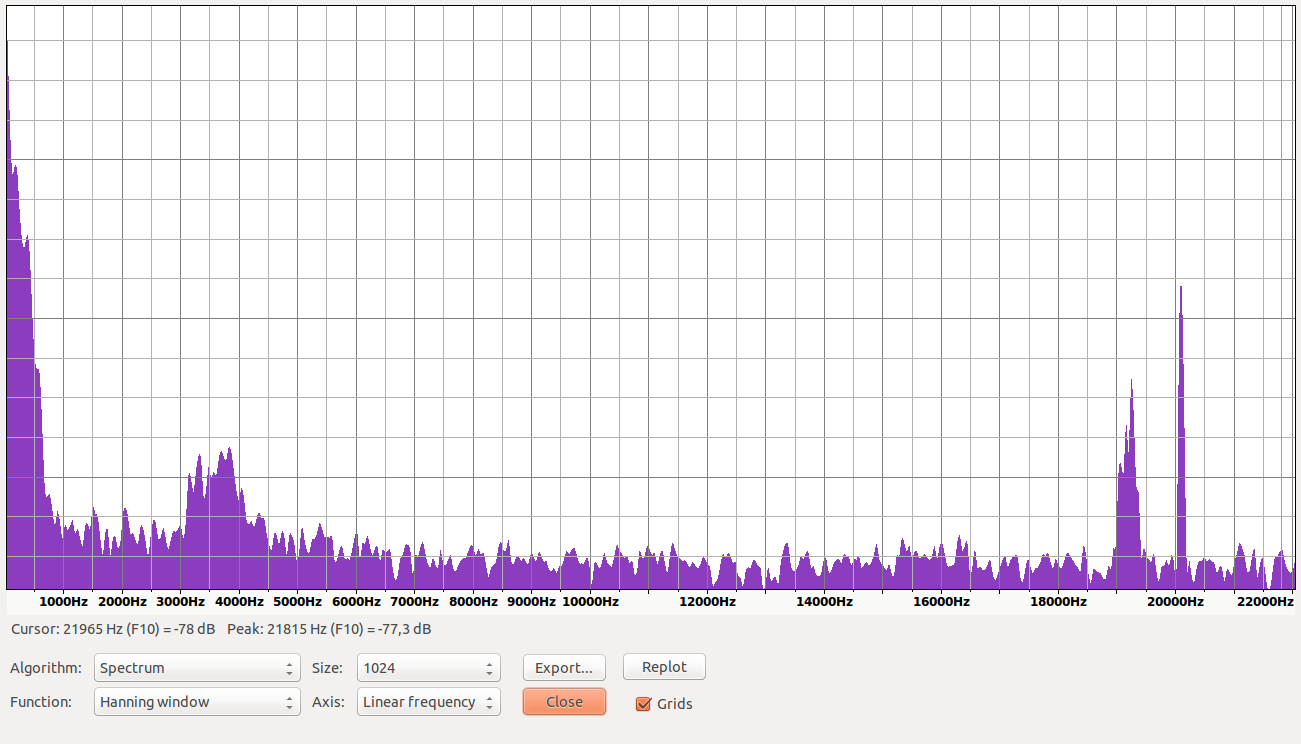 1000Hz 2000Hz 3000Hz 4000Hz 5000Hz 6000Hz 7000Hz 8000Hz 9000Hz 10000Hz 12000Hz 14000Hz 16000Hz 18000Hz 20000Hz 22000Hz
Cursor: 21965 Hz (F10) = -78 dB Peak: 21815 Hz (F10) = -77,3 dB
Algorithm: Spectrum Size: 1024 Export... Replot
Function: Hanning window Axis: Linear frequency Close Grids